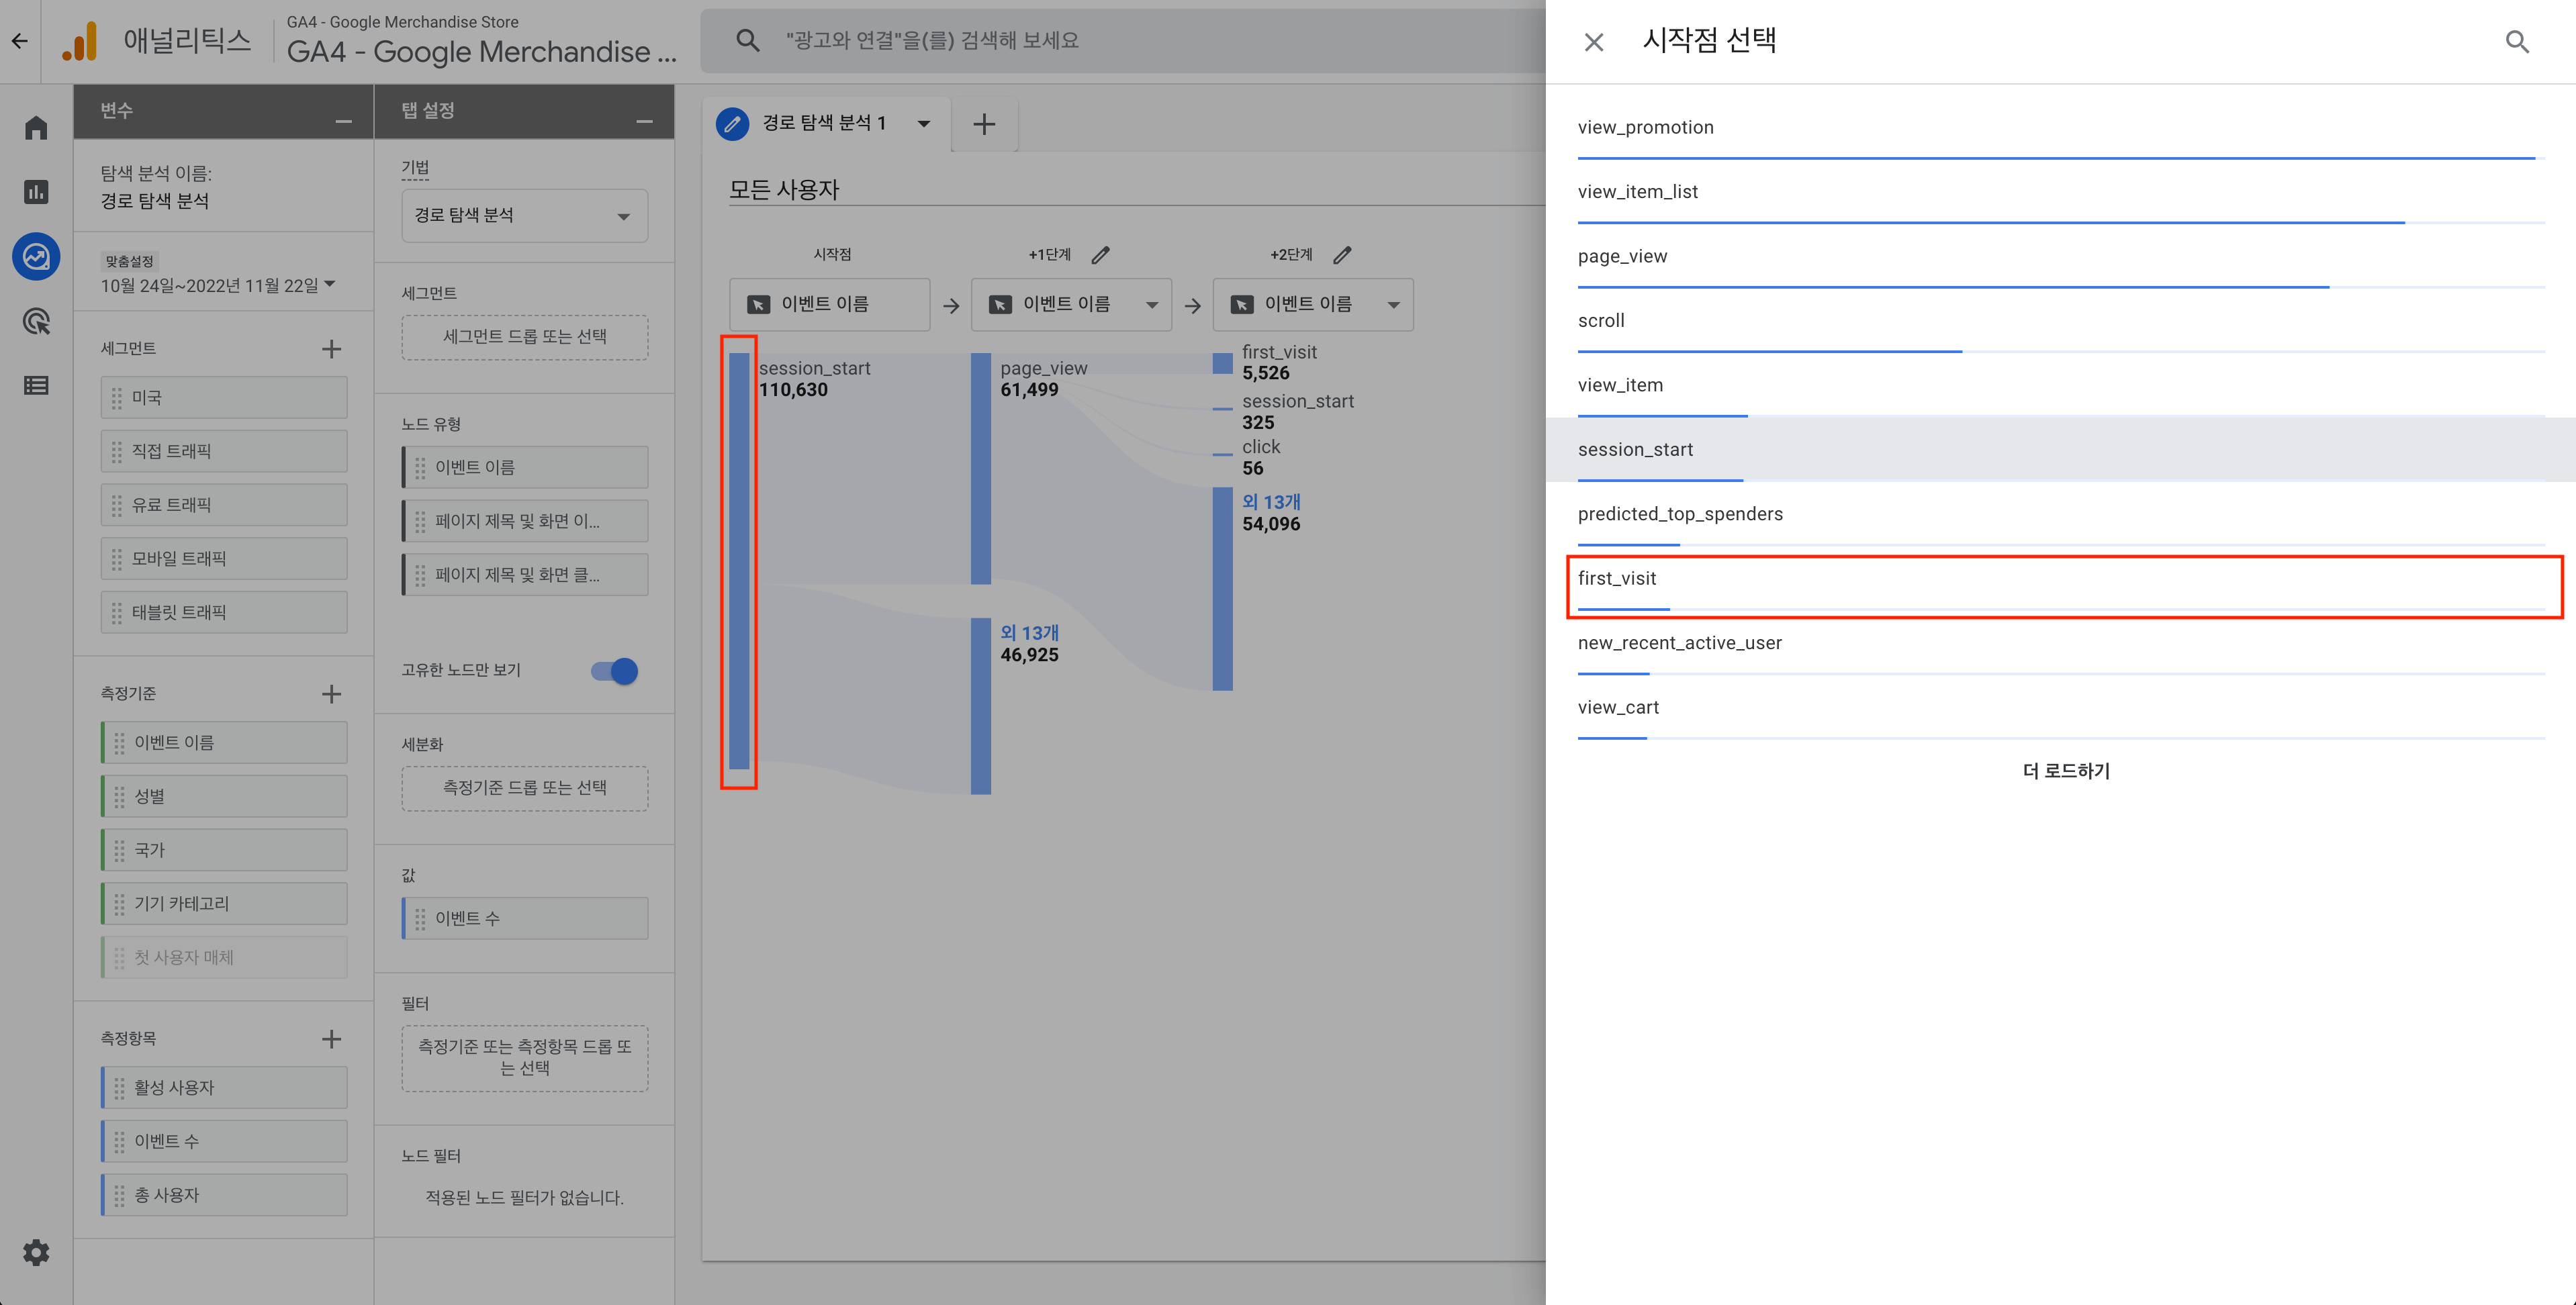 애널리틱스
GA4 - Google Merchandise Store
GA4 - Google Merchandise ...
"광고와 연결"을(를) 검색해 보세요
변수
탐색 분석 이름:
경로 탐색 분석
맞춤설정
10월 24일~2022년 11월 22일
세그먼트
미국
직접 트래픽
유료 트래픽
모바일 트래픽
태블릿 트래픽
측정기준
이벤트 이름
성별
국가
기기 카테고리
첫 사용자 매체
측정항목
활성 사용자
이벤트 수
총 사용자
탭 설정
기법
경로 탐색 분석
세그먼트
세그먼트 드롭 또는 선택
노드 유형
이벤트 이름
페이지 제목 및 화면 이...
페이지 제목 및 화면 클...
고유한 노드만 보기
세분화
측정기준 드롭 또는 선택
값
이벤트 수
필터
측정기준 또는 측정항목 드롭 또
는 선택
노드 필터
적용된 노드 필터가 없습니다.
경로 탐색 분석 1
모든 사용자
시작점
이벤트 이름
+1단계
이벤트 이름
+2단계
이벤트 이름
session_start
110,630
page_view
61,499
외 13개
46,925
first_visit
5,526
session_start
325
click
56
외 13개
54,096
시작점 선택
view_promotion
view_item_list
page_view
scroll
view_item
session_start
predicted_top_spenders
first_visit
new_recent_active_user
view_cart
더 로드하기